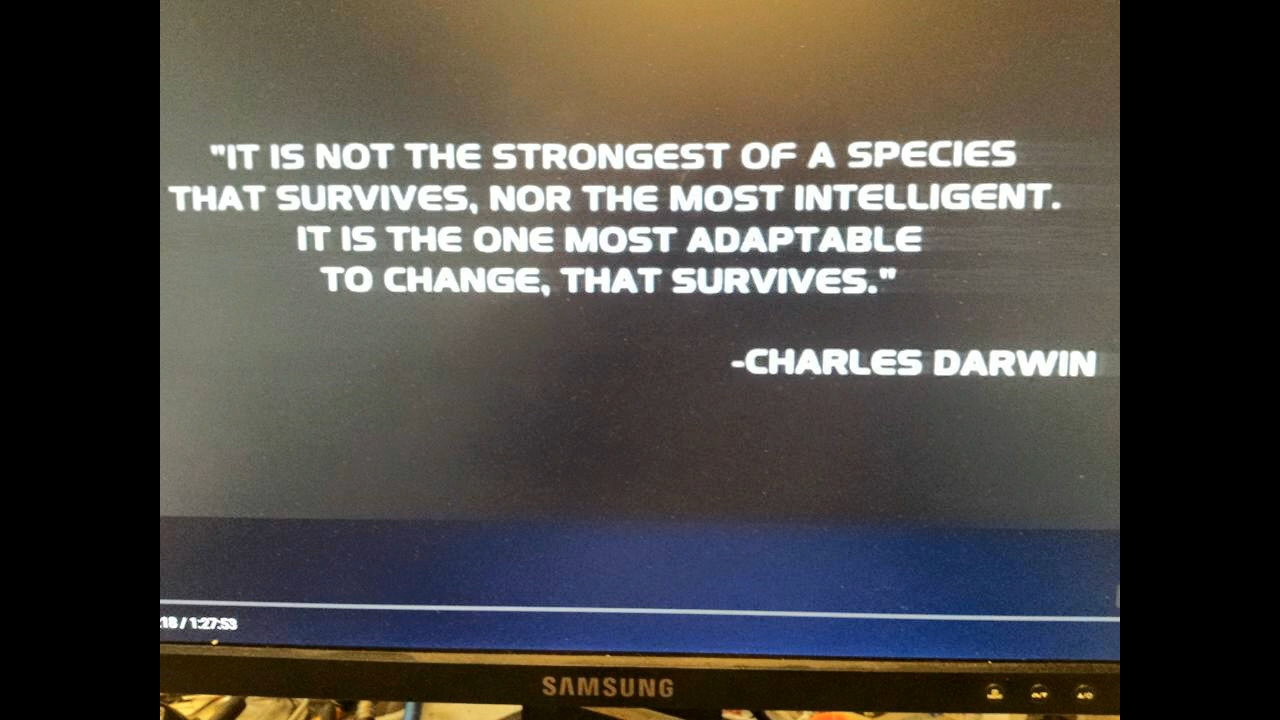 "IT IS NOT THE STRONGEST OF A SPECIES
THAT SURVIVES, NOR THE MOST INTELLIGENT.
IT IS THE ONE MOST ADAPTABLE
TO CHANGE, THAT SURVIVES."
-CHARLES DARWIN
:18 / 1:27:53
SAMSUNG